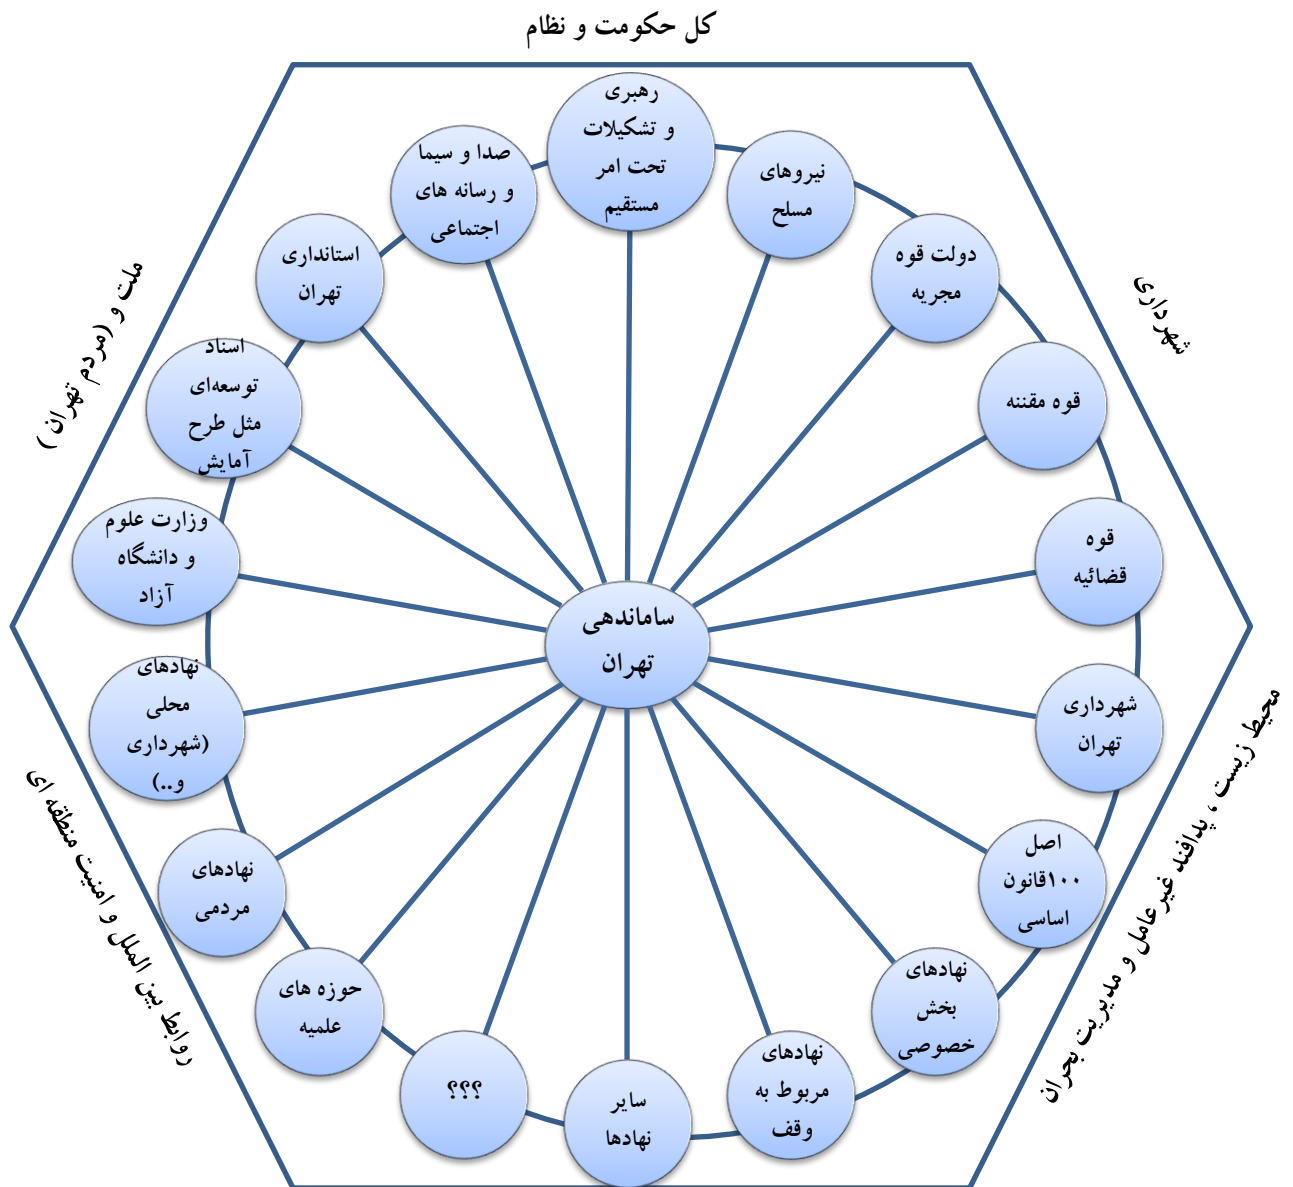 کل حکومت و نظام
رهبری
و تشکیلات
تحت امر
مستقیم
نیروهای
مسلح
دولت قوه
مجریه
قوه مقننه
قوه
قضائیه
شهرداری
تهران
اصل
۱۰۰قانون
اساسی
نهادهای
بخش
خصوصی
نهادهای
مربوط به
وقف
سایر
نهادها
؟؟؟
حوزه های
علمیه
نهادهای
مردمی
نهادهای
محلی
(شهرداری
و..)
وزارت علوم
و دانشگاه
آزاد
اسناد
توسعه‌ای
مثل طرح
آمایش
استانداری
تهران
صدا و سیما
و رسانه های
اجتماعی
ساماندهی
تهران
شهرداری
محیط زیست ، پدافند غیرعامل و مدیریت بحران
روابط بین الملل و امنیت منطقه ای
ملت و (مردم تهران )